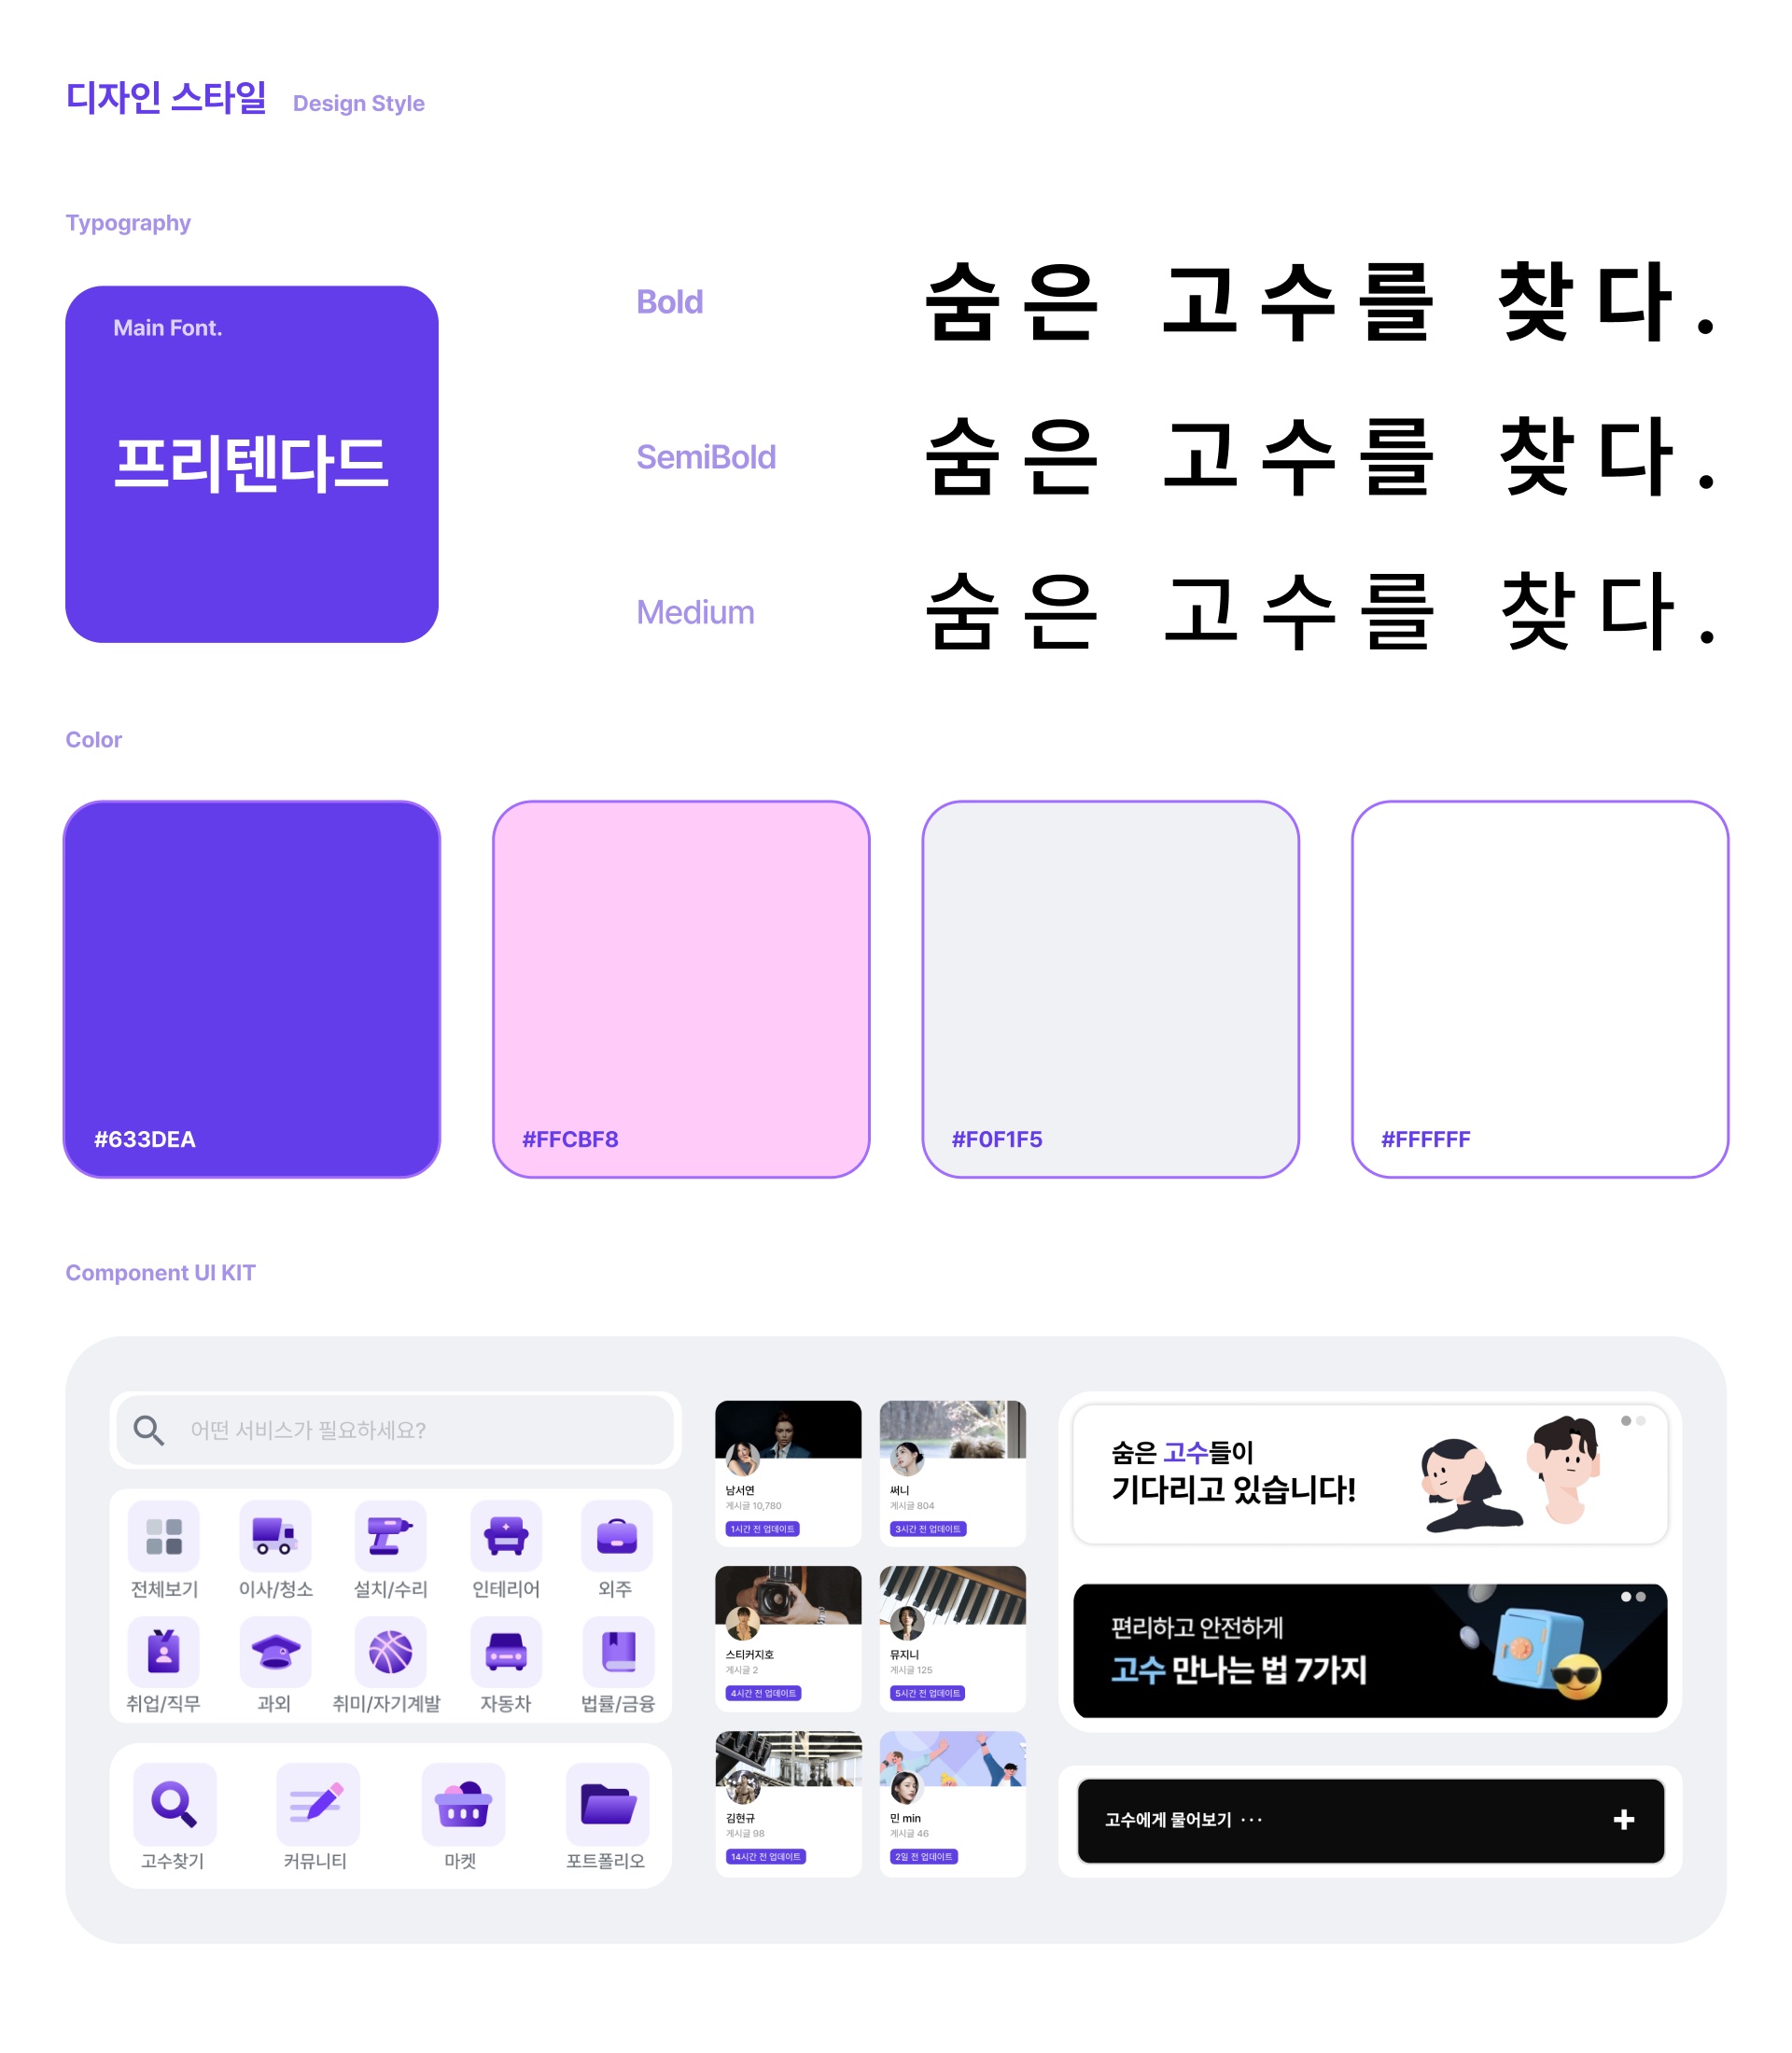 디자인 스타일 Design Style
Typography
Main Font.
프리텐다드
Bold 숨은 고수를 찾다.
SemiBold 숨은 고수를 찾다.
Medium 숨은 고수를 찾다.
Color
#633DEA
#FFCBF8
#F0F1F5
#FFFFFF
Component UI KIT
어떤 서비스가 필요하세요?
전체보기 이사/청소 설치/수리 인테리어 외주
취업/직무 과외 취미/자기계발 자동차 법률/금융
고수찾기 커뮤니티 마켓 포트폴리오
남서연
게시글 10,780
1시간 전 업데이트
써니
게시글 804
3시간 전 업데이트
스티커지호
게시글 2
4시간 전 업데이트
뮤지니
게시글 125
5시간 전 업데이트
김현규
게시글 98
14시간 전 업데이트
민 min
게시글 46
2일 전 업데이트
숨은 고수들이
기다리고 있습니다!
편리하고 안전하게
고수 만나는 법 7가지
고수에게 물어보기 ···